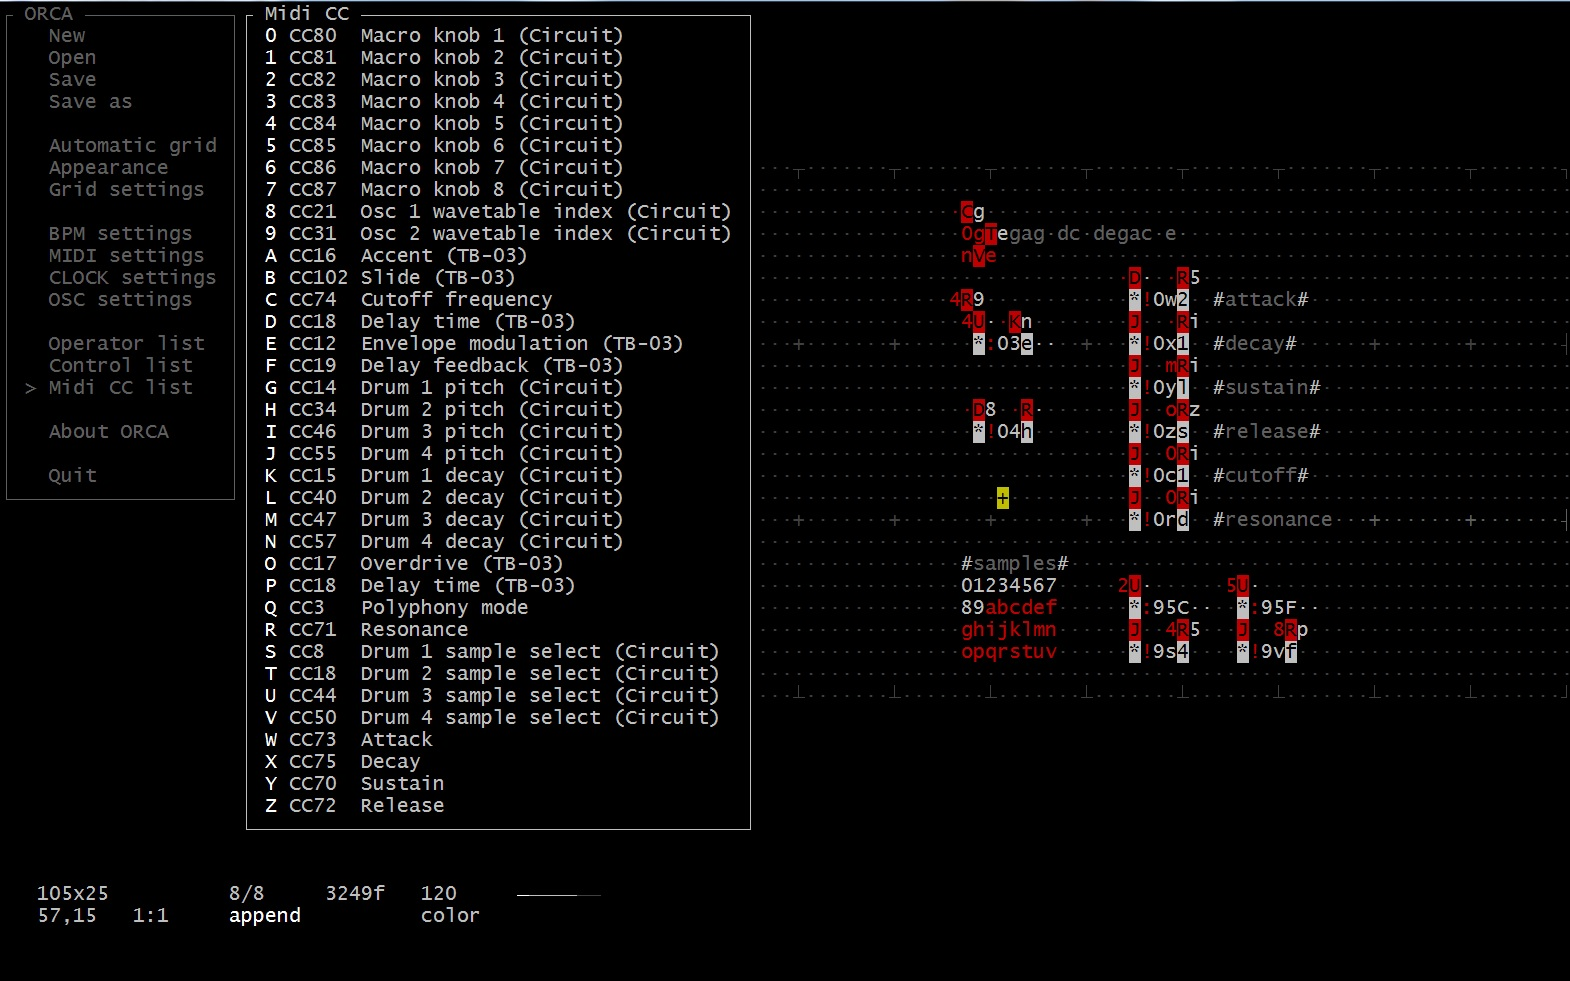 ORCA
New
Open
Save
Save as
Automatic grid
Appearance
Grid settings
BPM settings
MIDI settings
CLOCK settings
OSC settings
Operator list
Control list
> Midi CC list
About ORCA
Quit
Midi CC
0 CC80 Macro knob 1 (Circuit)
1 CC81 Macro knob 2 (Circuit)
2 CC82 Macro knob 3 (Circuit)
3 CC83 Macro knob 4 (Circuit)
4 CC84 Macro knob 5 (Circuit)
5 CC85 Macro knob 6 (Circuit)
6 CC86 Macro knob 7 (Circuit)
7 CC87 Macro knob 8 (Circuit)
8 CC21 Osc 1 wavetable index (Circuit)
9 CC31 Osc 2 wavetable index (Circuit)
A CC16 Accent (TB-03)
B CC102 Slide (TB-03)
C CC74 Cutoff frequency
D CC18 Delay time (TB-03)
E CC12 Envelope modulation (TB-03)
F CC19 Delay feedback (TB-03)
G CC14 Drum 1 pitch (Circuit)
H CC34 Drum 2 pitch (Circuit)
I CC46 Drum 3 pitch (Circuit)
J CC55 Drum 4 pitch (Circuit)
K CC15 Drum 1 decay (Circuit)
L CC40 Drum 2 decay (Circuit)
M CC47 Drum 3 decay (Circuit)
N CC57 Drum 4 decay (Circuit)
O CC17 Overdrive (TB-03)
P CC18 Delay time (TB-03)
Q CC3 Polyphony mode
R CC71 Resonance
S CC8 Drum 1 sample select (Circuit)
T CC18 Drum 2 sample select (Circuit)
U CC44 Drum 3 sample select (Circuit)
V CC50 Drum 4 sample select (Circuit)
W CC73 Attack
X CC75 Decay
Y CC70 Sustain
Z CC72 Release
Cg
0gTegag·dc·degac·e
nVe
D· R5
4R9 *!0w2 #attack#
4U· Kn J Ri
*:03e·· *!0x1 #decay#
J mRi
*!0yl #sustain#
D8 R· J oRz
*!04h *!0zs #release#
J 0Ri
*!0c1 #cutoff#
+ J 0Ri
*!0rd #resonance
#samples#
01234567 2U· 5U·
89abcdef *:95C·· *:95F··
ghijklmn J 4R5 J 8Rp
opqrstuv *!9s4 *!9vf
105x25 8/8 3249f 120
57,15 1:1 append color